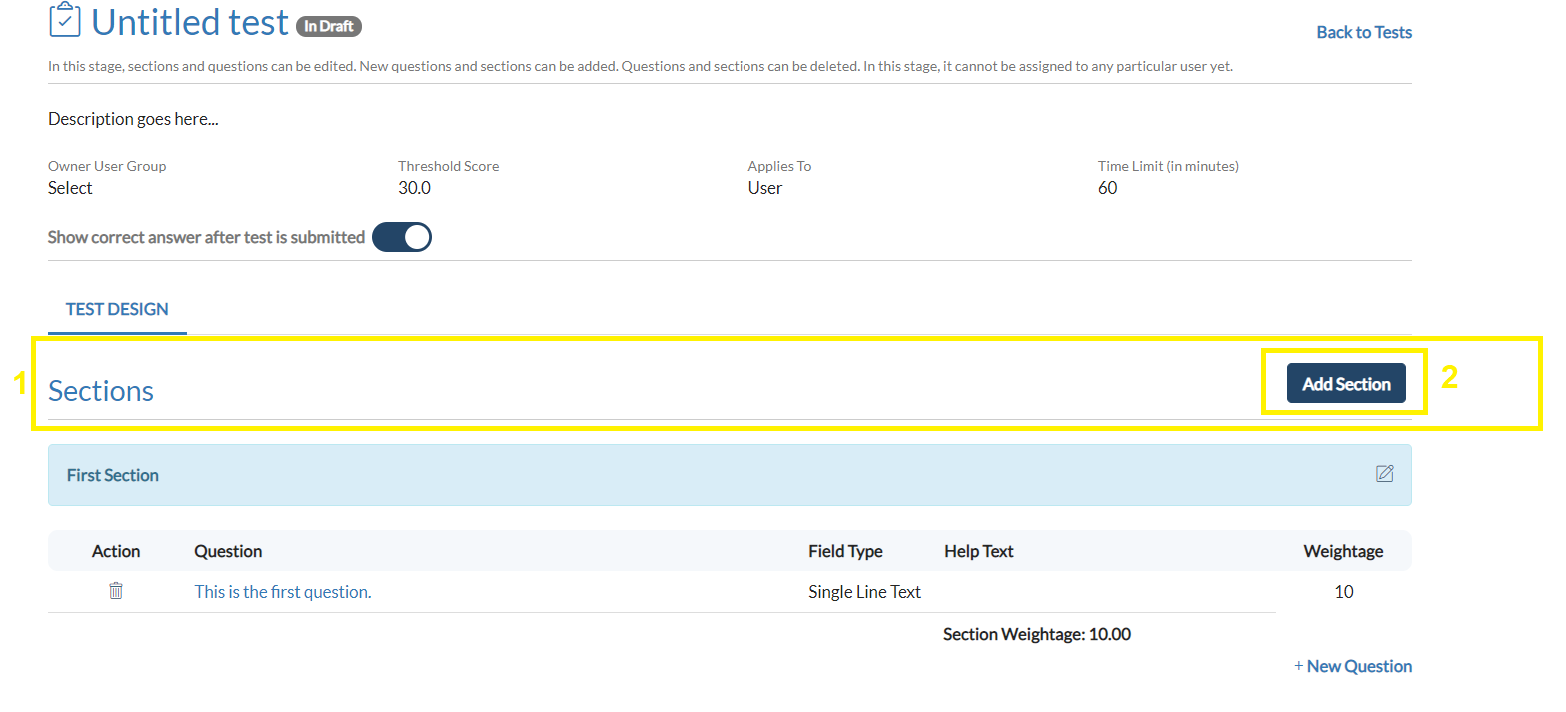 Untitled test In Draft
Back to Tests
In this stage, sections and questions can be edited. New questions and sections can be added. Questions and sections can be deleted. In this stage, it cannot be assigned to any particular user yet.
Description goes here...
Owner User Group Threshold Score Applies To Time Limit (in minutes)
Select 30.0 User 60
Show correct answer after test is submitted
TEST DESIGN
1 Sections Add Section 2
First Section
Action Question Field Type Help Text Weightage
This is the first question. Single Line Text 10
Section Weightage: 10.00
+ New Question